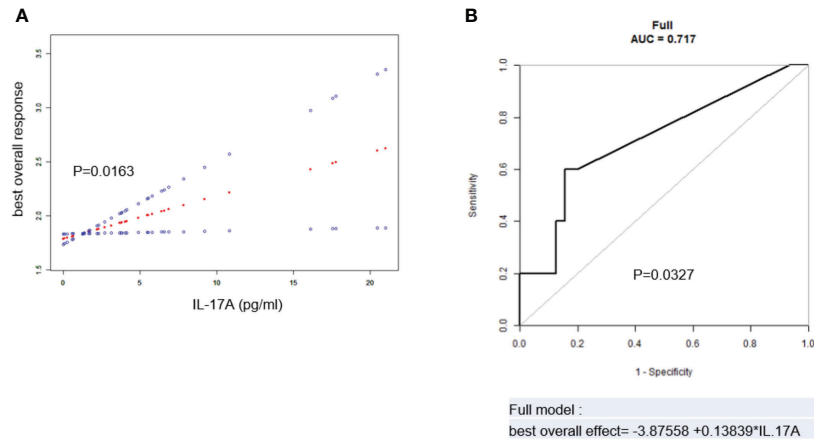 A
best overall response
3.5
3.0
2.5
2.0
1.5
P=0.0163
0
5
10
15
20
IL-17A (pg/ml)
B
Full
AUC = 0.717
Sensitivity
1.0
0.8
0.6
0.4
0.2
0.0
P=0.0327
0.0
0.2
0.4
0.6
0.8
1.0
1 - Specificity
Full model :
best overall effect= -3.87558 +0.13839*IL.17A